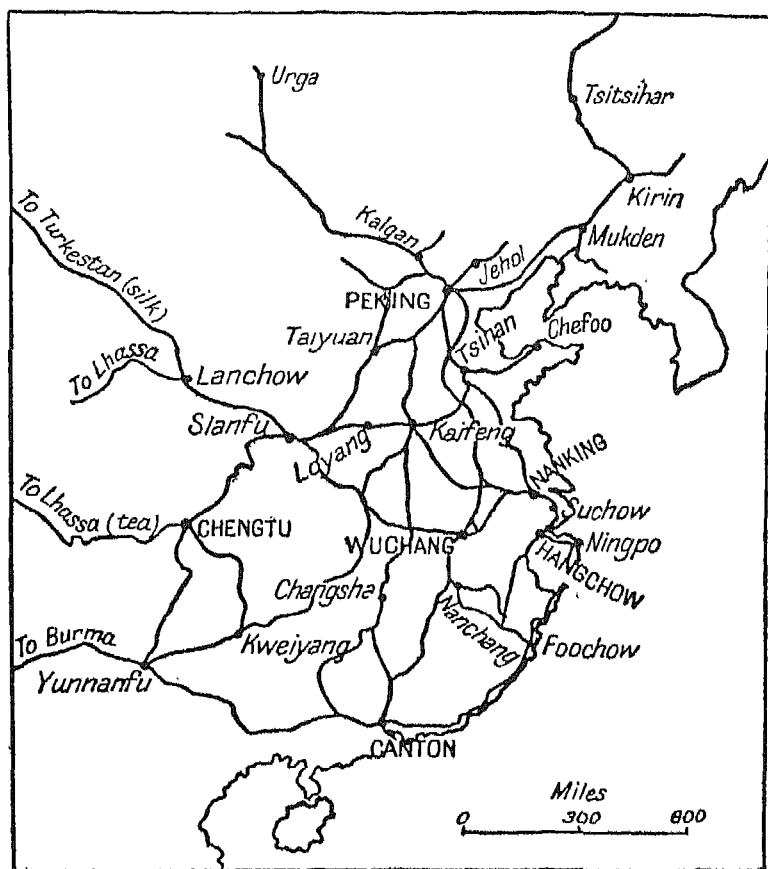 Urga
Tsitsihar
Kirin
Mukden
Kalgan
Jehol
PEKING
To Turkestan (silk)
Taiyuan
Tsihan
Chefoo
To Lhassa
Lanchow
Sianfu
Loyang
Kaifeng
NANKING
To Lhassa (tea)
CHENGTU
WUCHANG
Suchow
HANGCHOW
Ningpo
Changsha
Nanchang
To Burma
Kweiyang
Foochow
Yunnanfu
CANTON
Miles
0 300 600